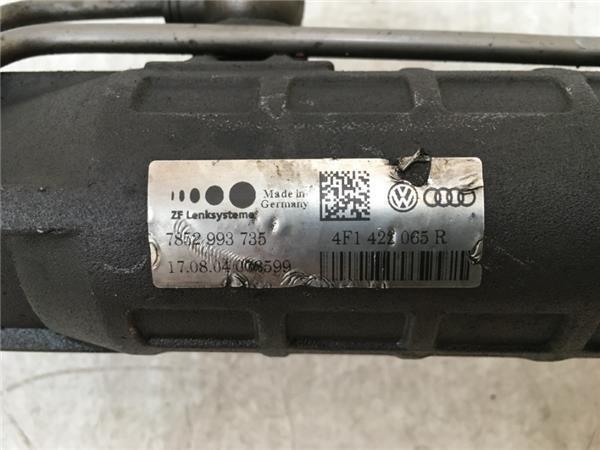 ZF Lenksysteme
Made in
Germany
7852 993 735
4F1 422 065 R
17.08.04